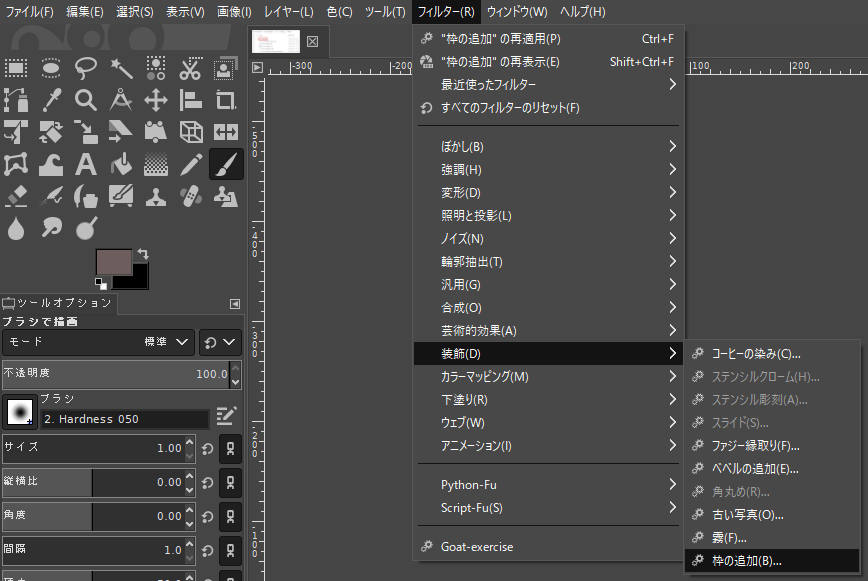 ファイル(F) 編集(E) 選択(S) 表示(V) 画像(I) レイヤー(L) 色(C) ツール(T) フィルター(R) ウィンドウ(W) ヘルプ(H)
"枠の追加" の再適用(P) Ctrl+F
"枠の追加" の再表示(E) Shift+Ctrl+F
最近使ったフィルター
すべてのフィルターのリセット(F)
ぼかし(B)
強調(H)
変形(D)
照明と投影(L)
ノイズ(N)
輪郭抽出(T)
汎用(G)
合成(O)
芸術的効果(A)
装飾(D)
カラーマッピング(M)
下塗り(R)
ウェブ(W)
アニメーション(I)
Python-Fu
Script-Fu(S)
Goat-exercise
コーヒーの染み(C)...
ステンシルクローム(H)...
ステンシル彫刻(A)...
スライド(S)...
ファジー縁取り(F)...
ベベルの追加(E)...
角丸め(R)...
古い写真(O)...
霧(F)...
枠の追加(B)...
-300 -200 100 200
-500
-400
-300
-200
-100
ツールオプション
ブラシで描画
モード 標準
不透明度 100.0
ブラシ
2. Hardness 050
サイズ 1.00
縦横比 0.00
角度 0.00
間隔 1.0